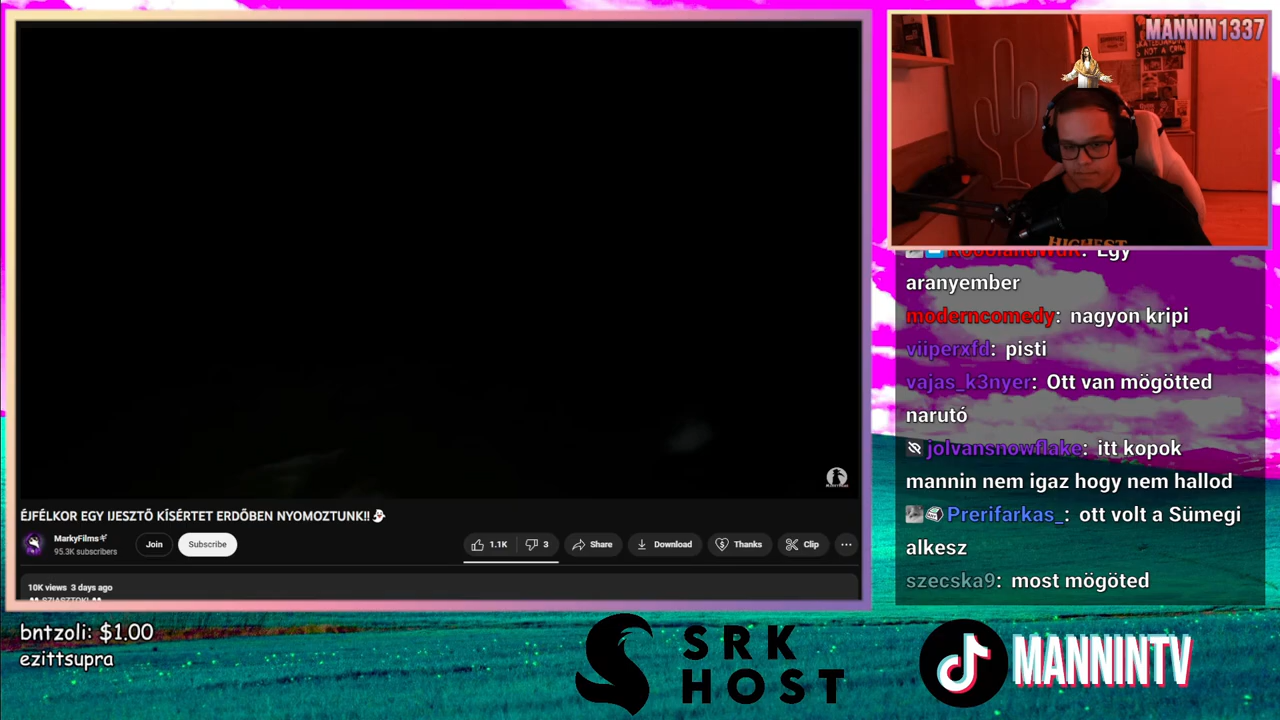 MANNIN1337
HIGHEST
ÉJFÉLKOR EGY IJESZTŐ KÍSÉRTET ERDŐBEN NYOMOZTUNK!!
MarkyFilms
95.3K subscribers
Join
Subscribe
1.1K
3
Share
Download
Thanks
Clip
10K views 3 days ago
SZIASZTOK!
Egy
aranyember
moderncomedy: nagyon kripi
viiperxfd: pisti
vajas_k3nyer: Ott van mögötted
narutó
jolvansnowflake: itt kopok
mannin nem igaz hogy nem hallod
Prerifarkas_: ott volt a Sümegi
alkesz
szecska9: most mögöted
bntzoli: $1.00
ezittsupra
SRK
HOST
MANNINTV